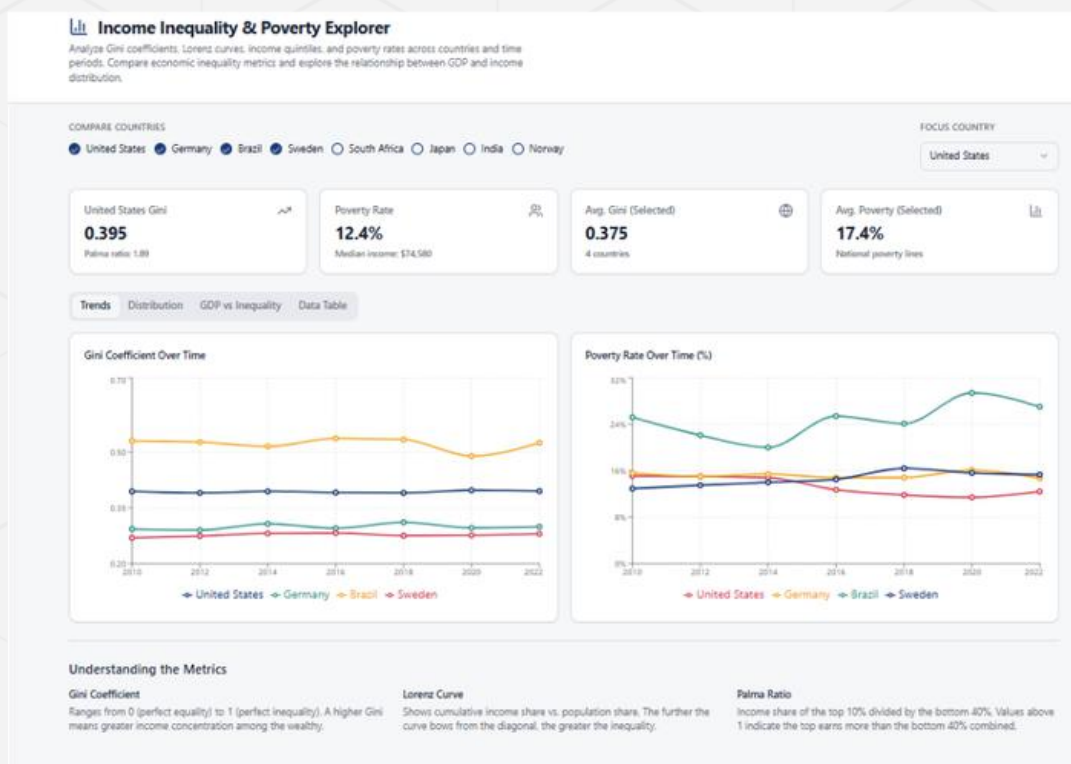 Income Inequality & Poverty Explorer
Analyze Gini coefficients, Lorenz curves, income quintiles, and poverty rates across countries and time
periods. Compare economic inequality metrics and explore the relationship between GDP and income
distribution.
COMPARE COUNTRIES
United States Germany Brazil Sweden South Africa Japan India Norway
FOCUS COUNTRY
United States
United States Gini
0.395
Palma ratio: 1.89
Poverty Rate
12.4%
Median income: $74,580
Avg. Gini (Selected)
0.375
4 countries
Avg. Poverty (Selected)
17.4%
National poverty lines
Trends Distribution GDP vs Inequality Data Table
Gini Coefficient Over Time
0.70
0.50
0.35
0.20
2010 2012 2014 2016 2018 2020 2022
United States Germany Brazil Sweden
Poverty Rate Over Time (%)
32%
24%
16%
8%
0%
2010 2012 2014 2016 2018 2020 2022
United States Germany Brazil Sweden
Understanding the Metrics
Gini Coefficient
Ranges from 0 (perfect equality) to 1 (perfect inequality). A higher Gini
means greater income concentration among the wealthy.
Lorenz Curve
Shows cumulative income share vs. population share. The further the
curve bows from the diagonal, the greater the inequality.
Palma Ratio
Income share of the top 10% divided by the bottom 40%. Values above
1 indicate the top earns more than the bottom 40% combined.